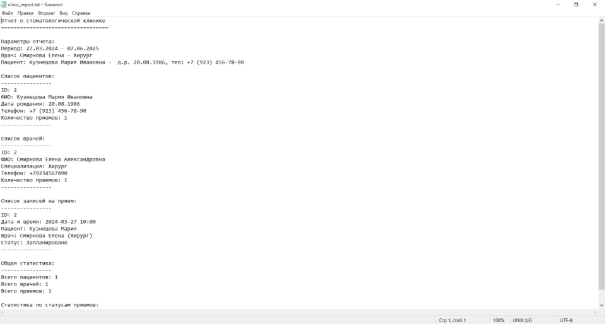 clinic_report.txt – Блокнот
Файл Правка Формат Вид Справка
Отчет о стоматологической клинике
==================================
Параметры отчета:
Период: 27.03.2024 - 07.06.2025
Врач: Смирнова Елена - Хирург
Пациент: Кузнецова Мария Ивановна - д.р. 20.08.1986, тел: +7 (923) 456-78-90
Список пациентов:
----------------
ID: 2
ФИО: Кузнецова Мария Ивановна
Дата рождения: 20.08.1986
Телефон: +7 (923) 456-78-90
Количество приемов: 1
----------------
Список врачей:
----------------
ID: 2
ФИО: Смирнова Елена Александровна
Специализация: Хирург
Телефон: +79234567890
Количество приемов: 1
----------------
Список записей на прием:
----------------
ID: 2
Дата и время: 2024-03-27 10:00
Пациент: Кузнецова Мария
Врач: Смирнова Елена (Хирург)
Статус: Запланировано
----------------
Общая статистика:
----------------
Всего пациентов: 1
Всего врачей: 1
Всего приемов: 1
Статистика по статусам приемов:
Стр 1, стлб 1 100% UNIX (LF) UTF-8